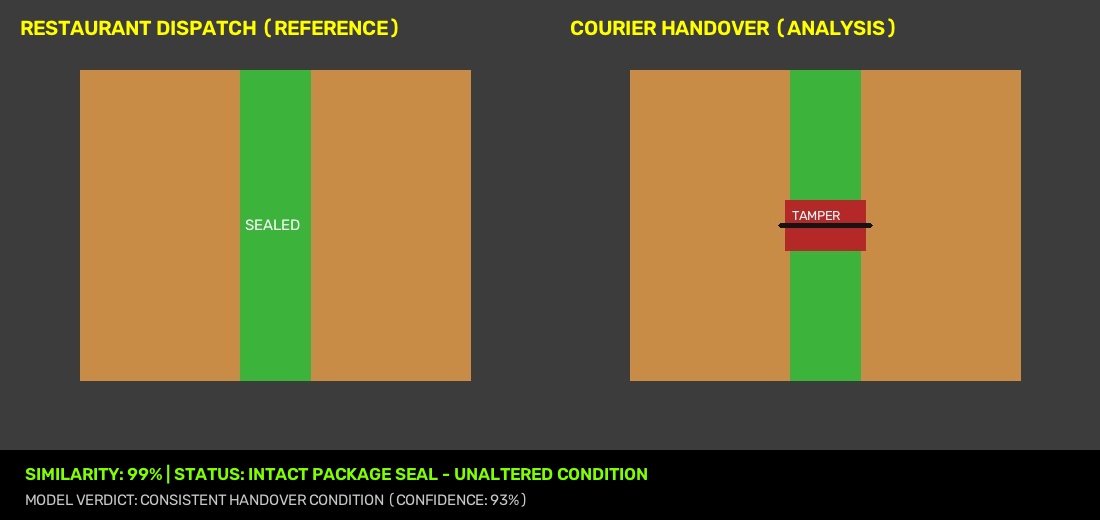 RESTAURANT DISPATCH (REFERENCE)
COURIER HANDOVER (ANALYSIS)
SEALED
TAMPER
SIMILARITY: 99% | STATUS: INTACT PACKAGE SEAL - UNALTERED CONDITION
MODEL VERDICT: CONSISTENT HANDOVER CONDITION (CONFIDENCE: 93%)